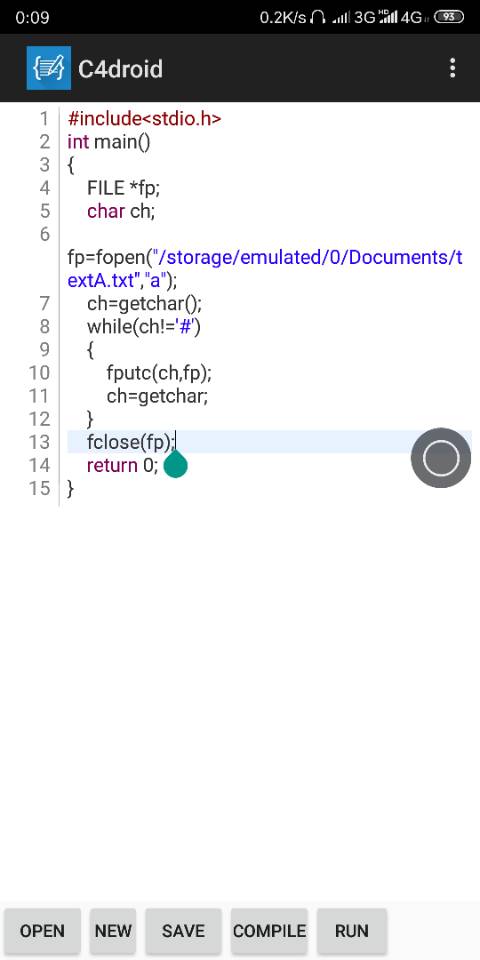 0:09 0.2K/s 3G HD 4G 93
C4droid
1 #include<stdio.h>
2 int main()
3 {
4 FILE *fp;
5 char ch;
6
fp=fopen("/storage/emulated/0/Documents/t
extA.txt","a");
7 ch=getchar();
8 while(ch!='#')
9 {
10 fputc(ch,fp);
11 ch=getchar;
12 }
13 fclose(fp);
14 return 0;
15 }
OPEN NEW SAVE COMPILE RUN